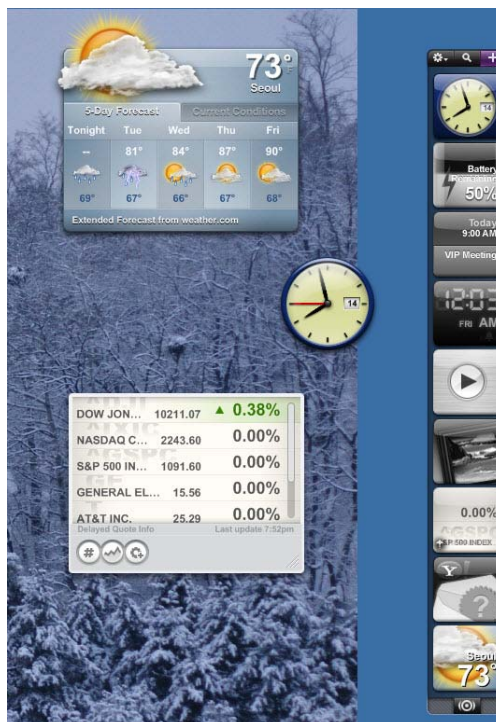 73°
Seoul
5-Day Forecast
Current Conditions
Tonight Tue Wed Thu Fri
-- 81° 84° 87° 90°
69° 67° 66° 67° 68°
Extended Forecast from weather.com
14
DOW JON... 10211.07 ▲ 0.38%
NASDAQ C... 2243.60 0.00%
S&P 500 IN... 1091.60 0.00%
GENERAL EL... 15.56 0.00%
AT&T INC. 25.29 0.00%
Delayed Quote Info Last update 7:52pm
#
14
Battery
Remaining
50%
Today
9:00 AM
VIP Meeting
12:03
FRI AM
0.00%
S&P 500 INDEX
Y!
?
Seoul
73°